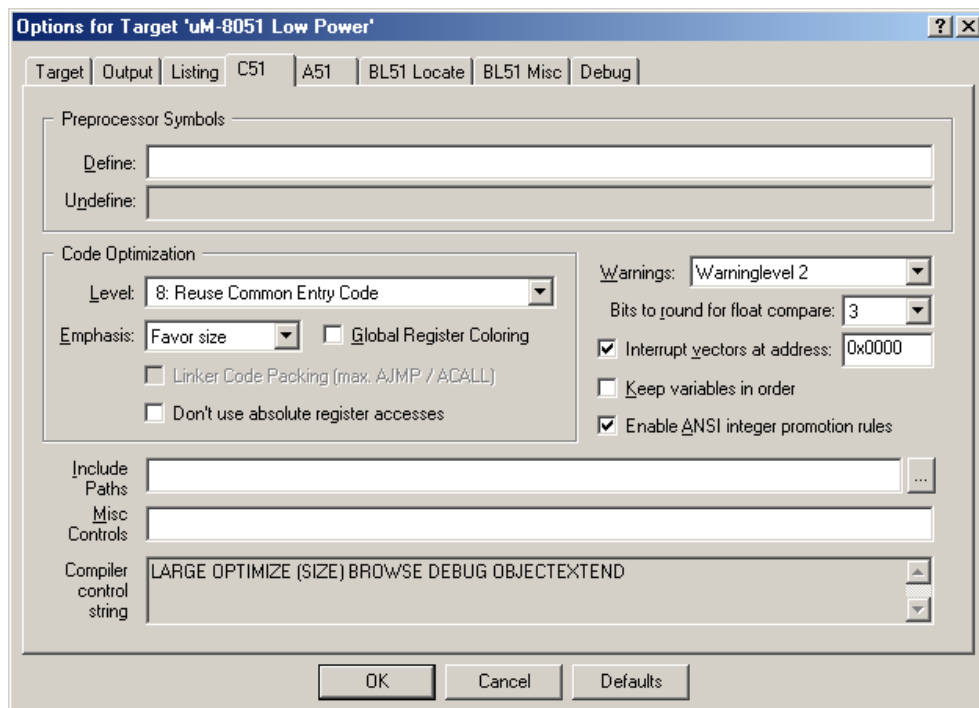 Options for Target 'uM-8051 Low Power'
Target Output Listing C51 A51 BL51 Locate BL51 Misc Debug
Preprocessor Symbols
Define:
Undefine:
Code Optimization
Level: 8: Reuse Common Entry Code
Emphasis: Favor size Global Register Coloring
Linker Code Packing (max. AJMP / ACALL)
Don't use absolute register accesses
Warnings: Warninglevel 2
Bits to round for float compare: 3
Interrupt vectors at address: 0x0000
Keep variables in order
Enable ANSI integer promotion rules
Include
Paths
...
Misc
Controls
Compiler
control
string
LARGE OPTIMIZE (SIZE) BROWSE DEBUG OBJECTEXTEND
OK Cancel Defaults